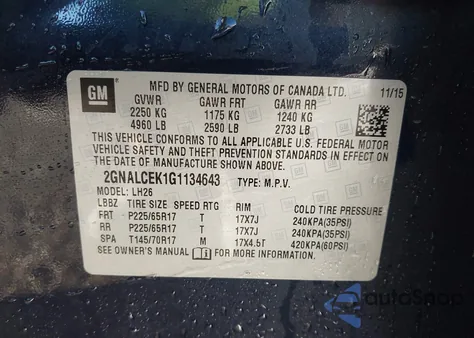 GM
MFD BY GENERAL MOTORS OF CANADA LTD. 11/15
GVWR GAWR FRT GAWR RR
2250 KG 1175 KG 1240 KG
4960 LB 2590 LB 2733 LB
THIS VEHICLE CONFORMS TO ALL APPLICABLE U.S. FEDERAL MOTOR
VEHICLE SAFETY AND THEFT PREVENTION STANDARDS IN EFFECT ON THE
DATE OF MANUFACTURE SHOWN ABOVE.
2GNALCEK1G1134643 TYPE: M.P.V.
MODEL: LH26
LBBZ TIRE SIZE SPEED RTG RIM COLD TIRE PRESSURE
FRT P225/65R17 T 17X7J 240KPA(35PSI)
RR P225/65R17 T 17X7J 240KPA(35PSI)
SPA T145/70R17 M 17X4.5T 420KPA(60PSI)
SEE OWNER'S MANUAL FOR MORE INFORMATION
autoSnap